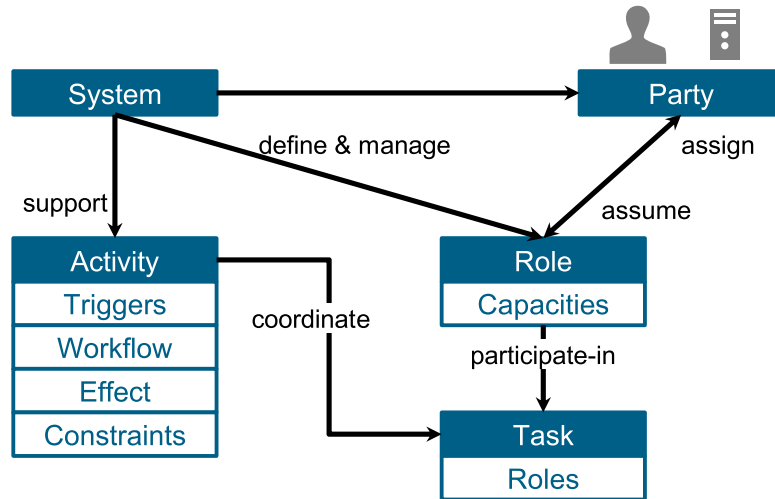 System
Party
define & manage
assign
support
assume
Activity
Role
Triggers
Capacities
coordinate
Workflow
participate-in
Effect
Constraints
Task
Roles